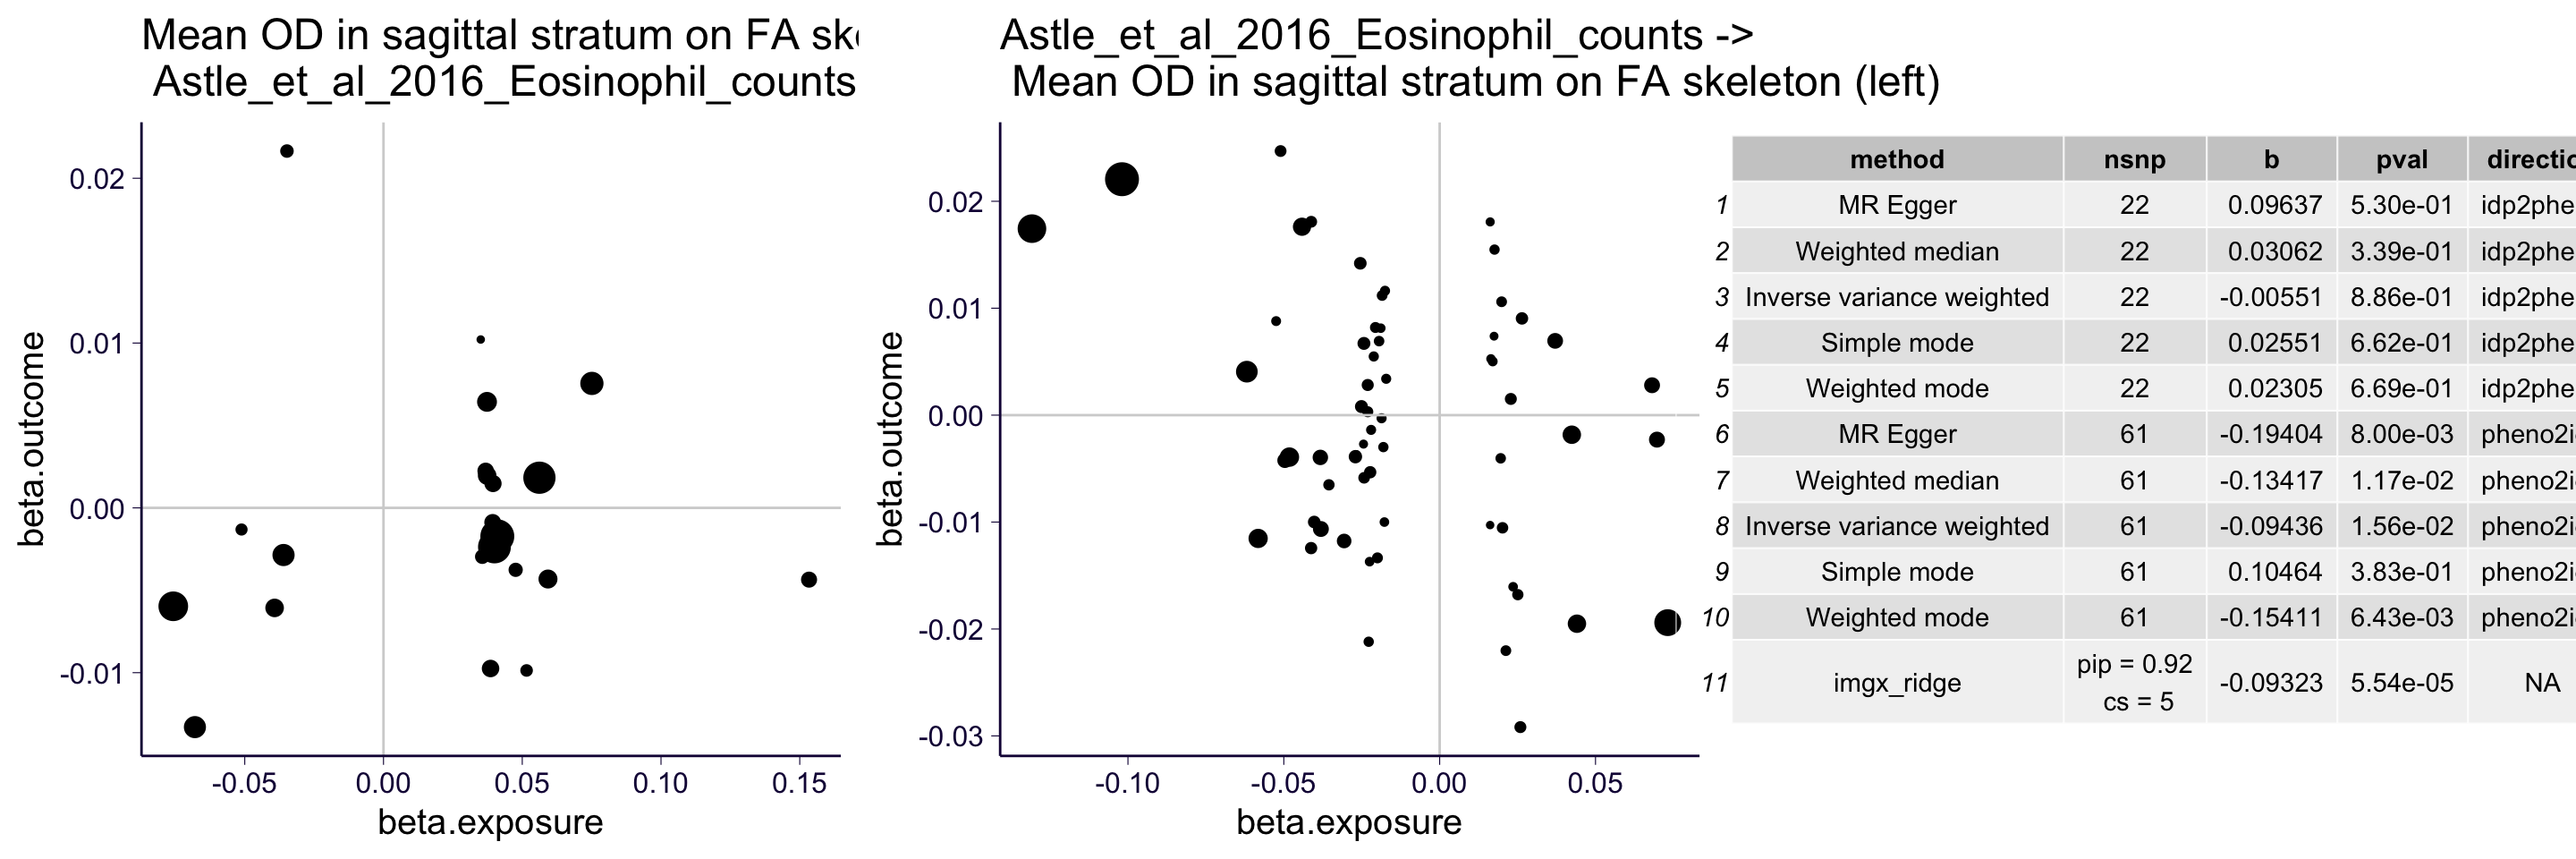 Mean OD in sagittal stratum on FA
Astle_et_al_2016_Eosinophil_counts
beta.outcome
0.02
0.01
0.00
-0.01
-0.05 0.00 0.05 0.10 0.15
beta.exposure
Astle_et_al_2016_Eosinophil_counts ->
Mean OD in sagittal stratum on FA skeleton (left)
beta.outcome
0.02
0.01
0.00
-0.01
-0.02
-0.03
-0.10 -0.05 0.00 0.05
beta.exposure
method nsnp b pval directio
1 MR Egger 22 0.09637 5.30e-01 idp2phe
2 Weighted median 22 0.03062 3.39e-01 idp2phe
3 Inverse variance weighted 22 -0.00551 8.86e-01 idp2phe
4 Simple mode 22 0.02551 6.62e-01 idp2phe
5 Weighted mode 22 0.02305 6.69e-01 idp2phe
6 MR Egger 61 -0.19404 8.00e-03 pheno2i
7 Weighted median 61 -0.13417 1.17e-02 pheno2i
8 Inverse variance weighted 61 -0.09436 1.56e-02 pheno2i
9 Simple mode 61 0.10464 3.83e-01 pheno2i
10 Weighted mode 61 -0.15411 6.43e-03 pheno2i
11 imgx_ridge pip = 0.92 -0.09323 5.54e-05 NA
cs = 5